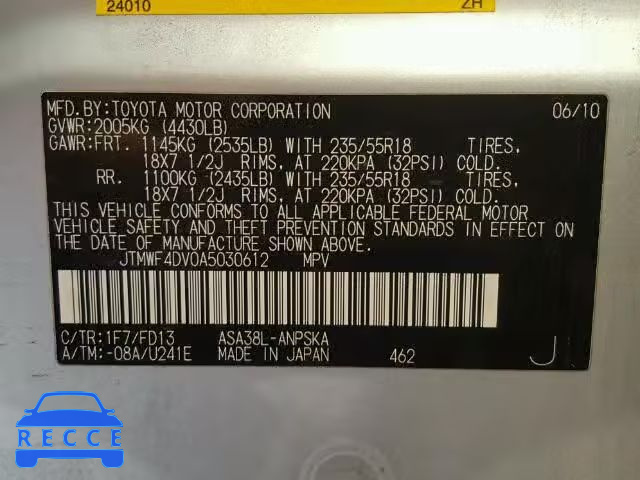 24010 ZH
MFD.BY:TOYOTA MOTOR CORPORATION 06/10
GVWR:2005KG (4430LB)
GAWR:FRT. 1145KG (2535LB) WITH 235/55R18 TIRES,
18X7 1/2J RIMS, AT 220KPA (32PSI) COLD.
RR. 1100KG (2435LB) WITH 235/55R18 TIRES,
18X7 1/2J RIMS, AT 220KPA (32PSI) COLD.
THIS VEHICLE CONFORMS TO ALL APPLICABLE FEDERAL MOTOR
VEHICLE SAFETY AND THEFT PREVENTION STANDARDS IN EFFECT ON
THE DATE OF MANUFACTURE SHOWN ABOVE.
JTMWF4DV0A5030612 MPV
C/TR:1F7/FD13 ASA38L-ANPSKA
A/TM:-08A/U241E MADE IN JAPAN 462 J
RECCE